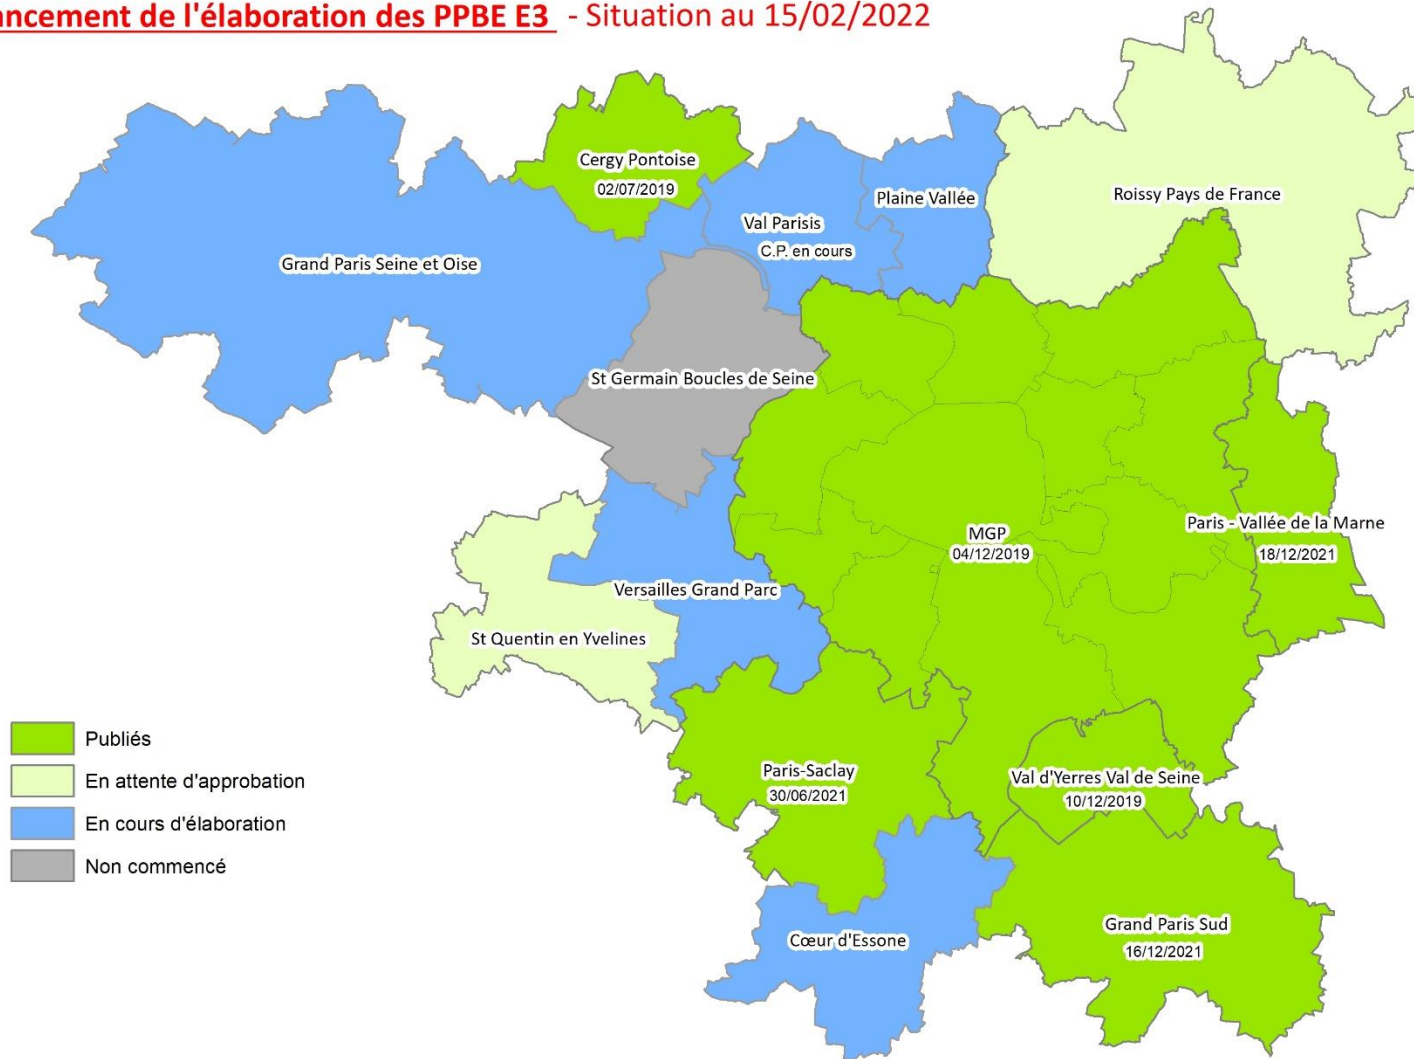 ancement de l'élaboration des PPBE E3 - Situation au 15/02/2022
Cergy Pontoise
02/07/2019
Val Parisis
C.P. en cours
Plaine Vallée
Roissy Pays de France
Grand Paris Seine et Oise
St Germain Boucles de Seine
MGP
04/12/2019
Paris - Vallée de la Marne
18/12/2021
Versailles Grand Parc
St Quentin en Yvelines
Publiés
En attente d'approbation
En cours d'élaboration
Non commencé
Paris-Saclay
30/06/2021
Val d'Yerres Val de Seine
10/12/2019
Cœur d'Essone
Grand Paris Sud
16/12/2021